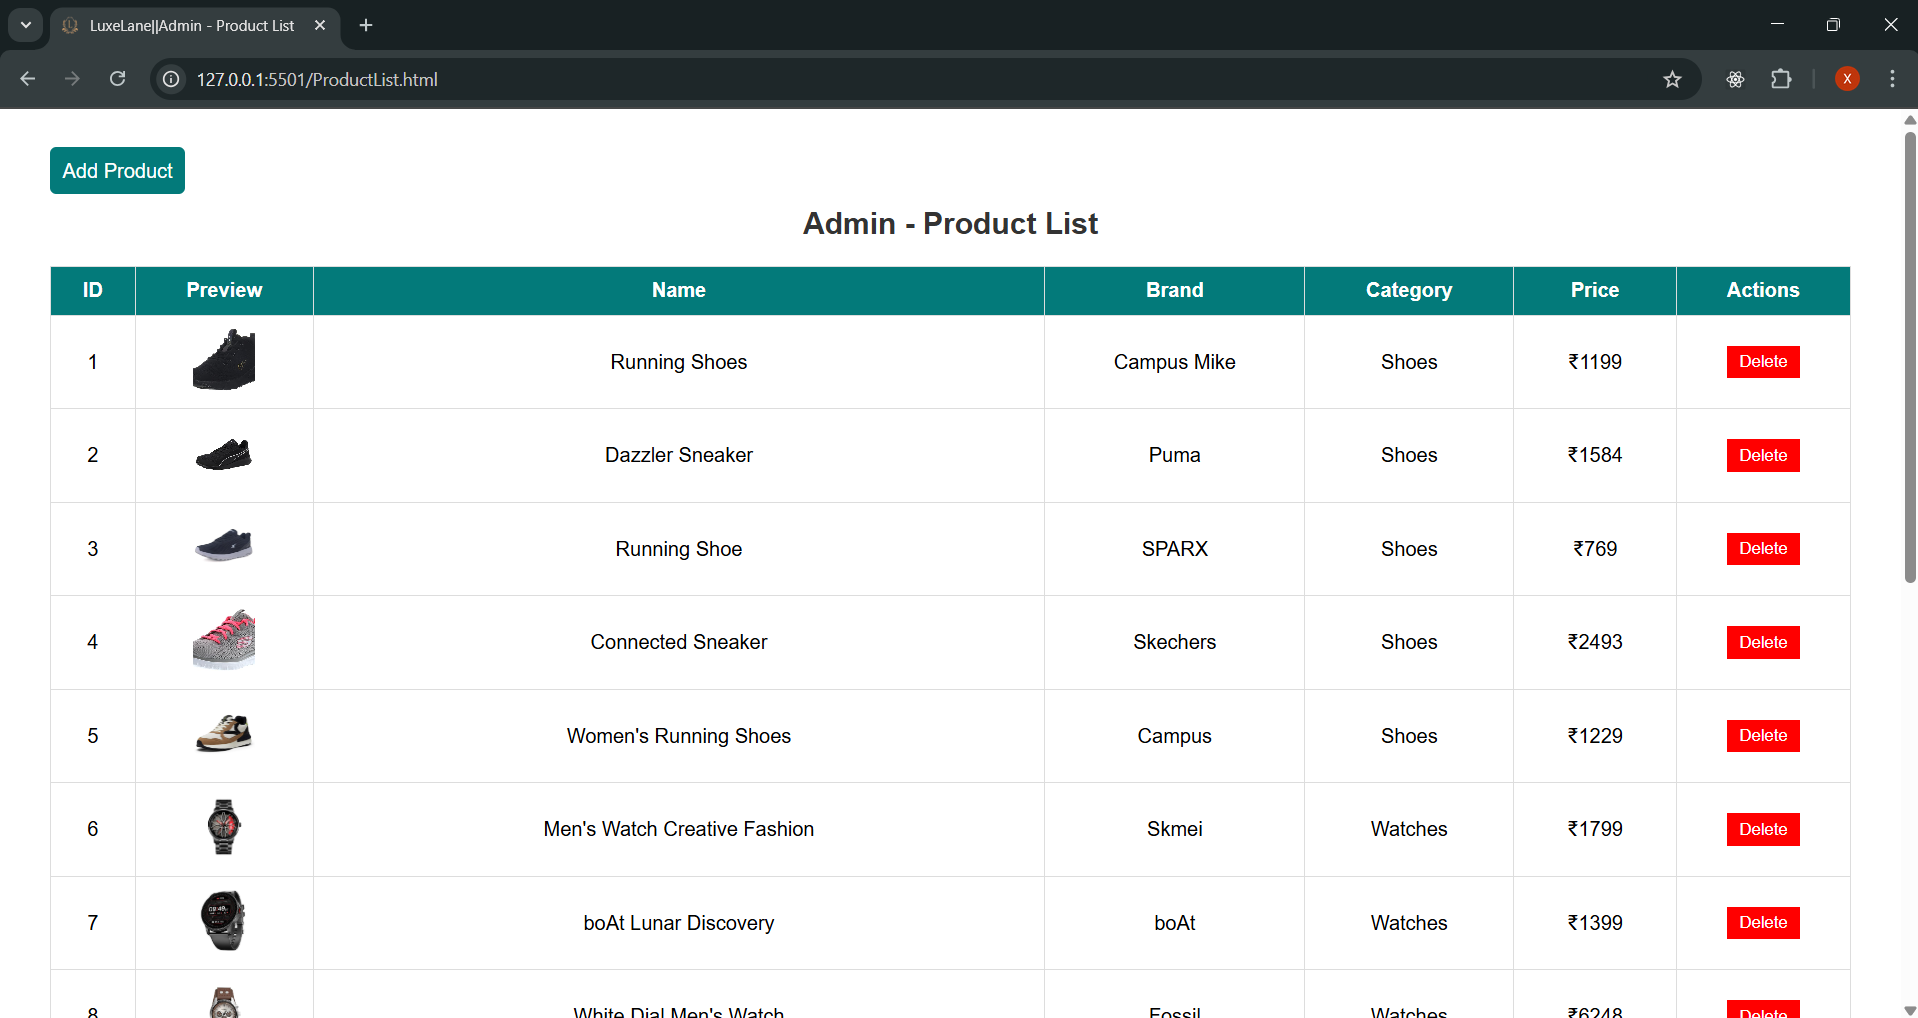 LuxeLane||Admin - Product List
127.0.0.1:5501/ProductList.html
X
Add Product
Admin - Product List
ID Preview Name Brand Category Price Actions
1 Running Shoes Campus Mike Shoes ₹1199 Delete
2 Dazzler Sneaker Puma Shoes ₹1584 Delete
3 Running Shoe SPARX Shoes ₹769 Delete
4 Connected Sneaker Skechers Shoes ₹2493 Delete
5 Women's Running Shoes Campus Shoes ₹1229 Delete
6 Men's Watch Creative Fashion Skmei Watches ₹1799 Delete
7 boAt Lunar Discovery boAt Watches ₹1399 Delete
8 White Dial Men's Watch Fossil Watches ₹6248 Delete